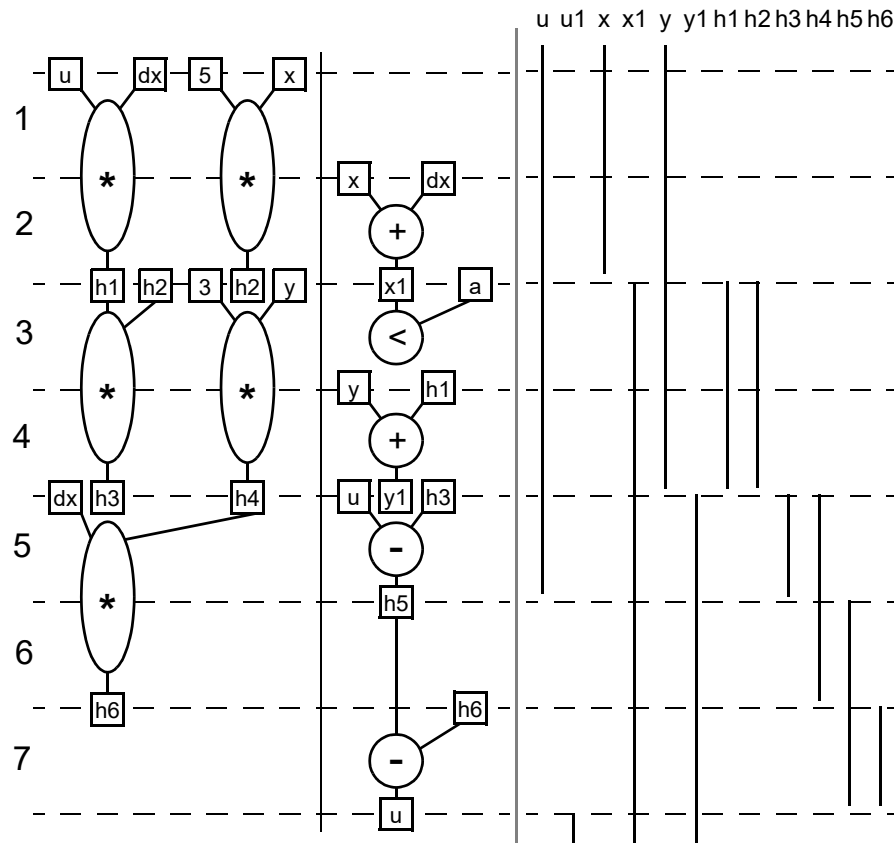 u u1 x x1 y y1 h1 h2 h3 h4 h5 h6
u dx 5 x
1
* * x dx
2 +
h1 h2 3 h2 y x1 a
3 <
* * y h1
4 +
dx h3 h4 u y1 h3
5 -
* h5
6
h6 h6
7 -
u